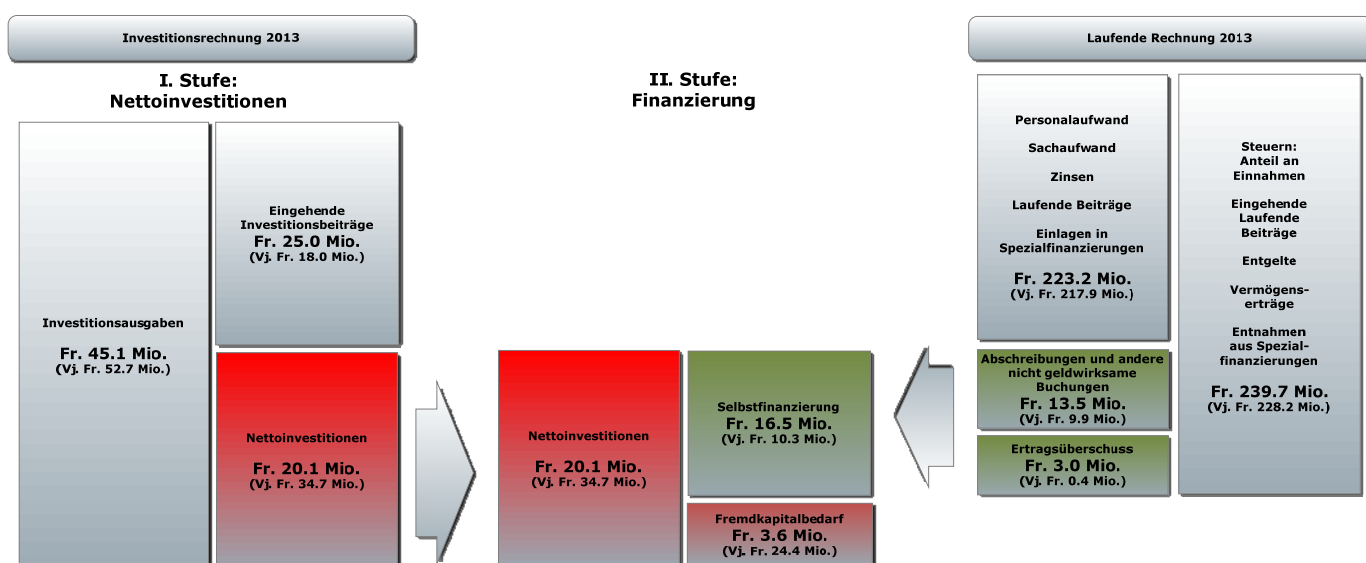 Investitionsrechnung 2013
I. Stufe:
Nettoinvestitionen
Investitionsausgaben
Fr. 45.1 Mio.
(Vj. Fr. 52.7 Mio.)
Eingehende
Investitionsbeiträge
Fr. 25.0 Mio.
(Vj. Fr. 18.0 Mio.)
Nettoinvestitionen
Fr. 20.1 Mio.
(Vj. Fr. 34.7 Mio.)
II. Stufe:
Finanzierung
Nettoinvestitionen
Fr. 20.1 Mio.
(Vj. Fr. 34.7 Mio.)
Selbstfinanzierung
Fr. 16.5 Mio.
(Vj. Fr. 10.3 Mio.)
Fremdkapitalbedarf
Fr. 3.6 Mio.
(Vj. Fr. 24.4 Mio.)
Laufende Rechnung 2013
Personalaufwand
Sachaufwand
Zinsen
Laufende Beiträge
Einlagen in
Spezialfinanzierungen
Fr. 223.2 Mio.
(Vj. Fr. 217.9 Mio.)
Abschreibungen und andere
nicht geldwirksame
Buchungen
Fr. 13.5 Mio.
(Vj. Fr. 9.9 Mio.)
Ertragsüberschuss
Fr. 3.0 Mio.
(Vj. Fr. 0.4 Mio.)
Steuern:
Anteil an
Einnahmen
Eingehende
Laufende
Beiträge
Entgelte
Vermögens-
erträge
Entnahmen
aus Spezial-
finanzierungen
Fr. 239.7 Mio.
(Vj. Fr. 228.2 Mio.)